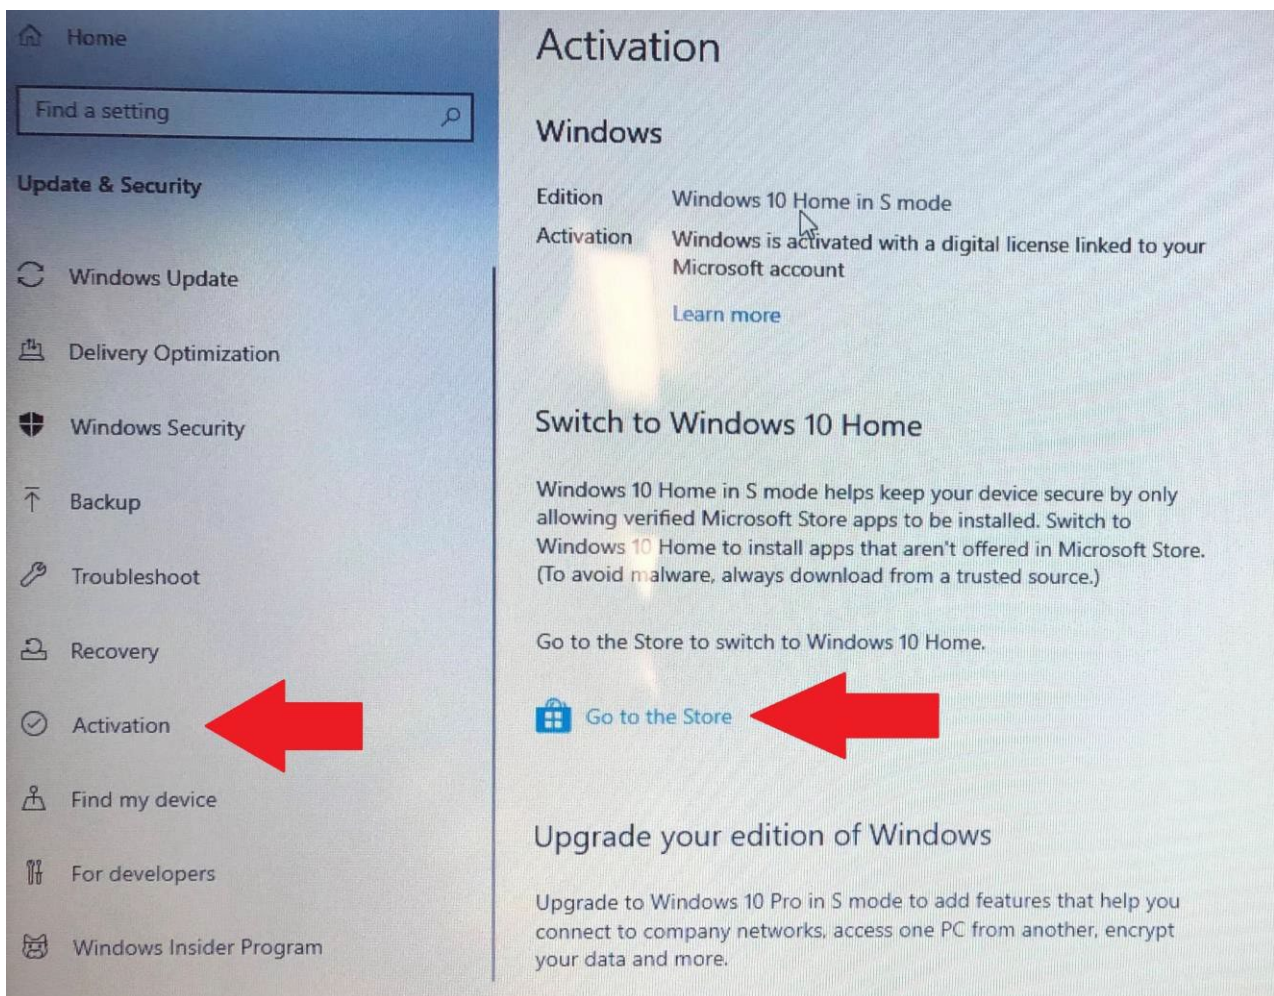 Home
Find a setting
Update & Security
Windows Update
Delivery Optimization
Windows Security
Backup
Troubleshoot
Recovery
Activation
Find my device
For developers
Windows Insider Program
Activation
Windows
Edition Windows 10 Home in S mode
Activation Windows is activated with a digital license linked to your
Microsoft account
Learn more
Switch to Windows 10 Home
Windows 10 Home in S mode helps keep your device secure by only
allowing verified Microsoft Store apps to be installed. Switch to
Windows 10 Home to install apps that aren't offered in Microsoft Store.
(To avoid malware, always download from a trusted source.)
Go to the Store to switch to Windows 10 Home.
Go to the Store
Upgrade your edition of Windows
Upgrade to Windows 10 Pro in S mode to add features that help you
connect to company networks, access one PC from another, encrypt
your data and more.